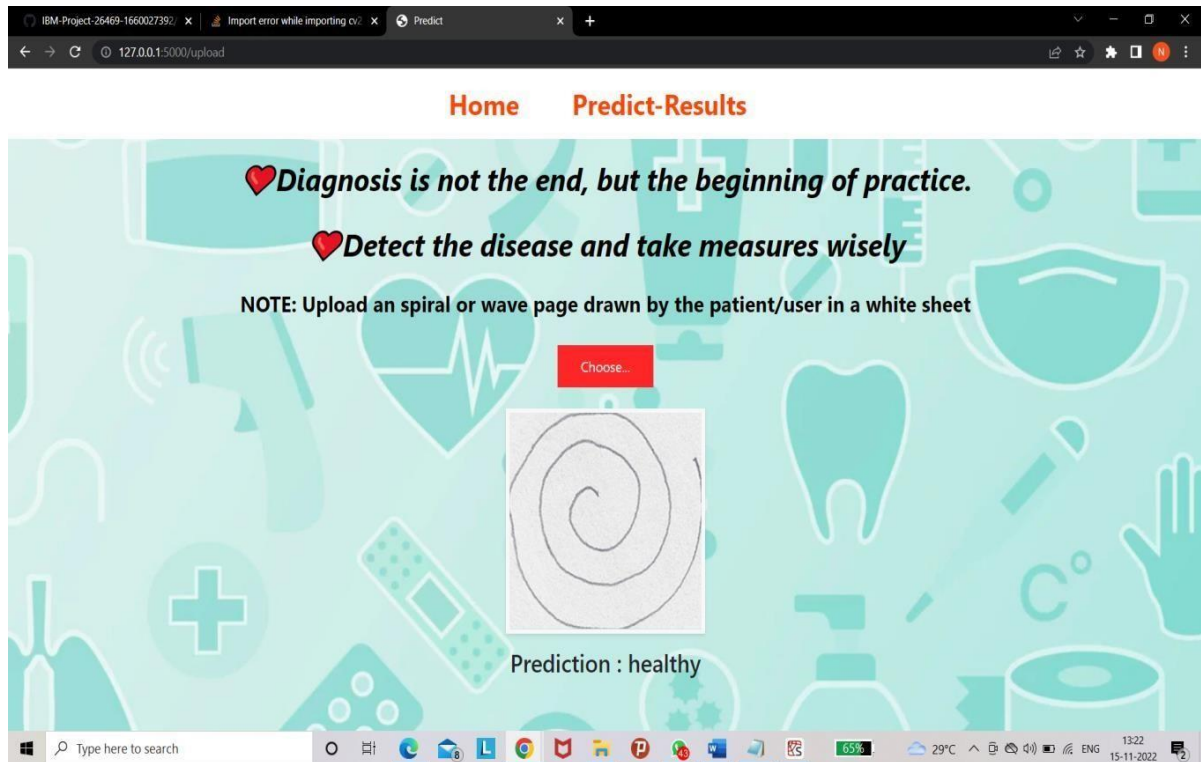 IBM-Project-26469-1660027392/
Import error while importing cv2
Predict
127.0.0.1:5000/upload
N
Home Predict-Results
Diagnosis is not the end, but the beginning of practice.
Detect the disease and take measures wisely
NOTE: Upload an spiral or wave page drawn by the patient/user in a white sheet
Choose...
C°
Prediction : healthy
Type here to search
8
L
43
65%
29°C
ENG
13:22
15-11-2022
2